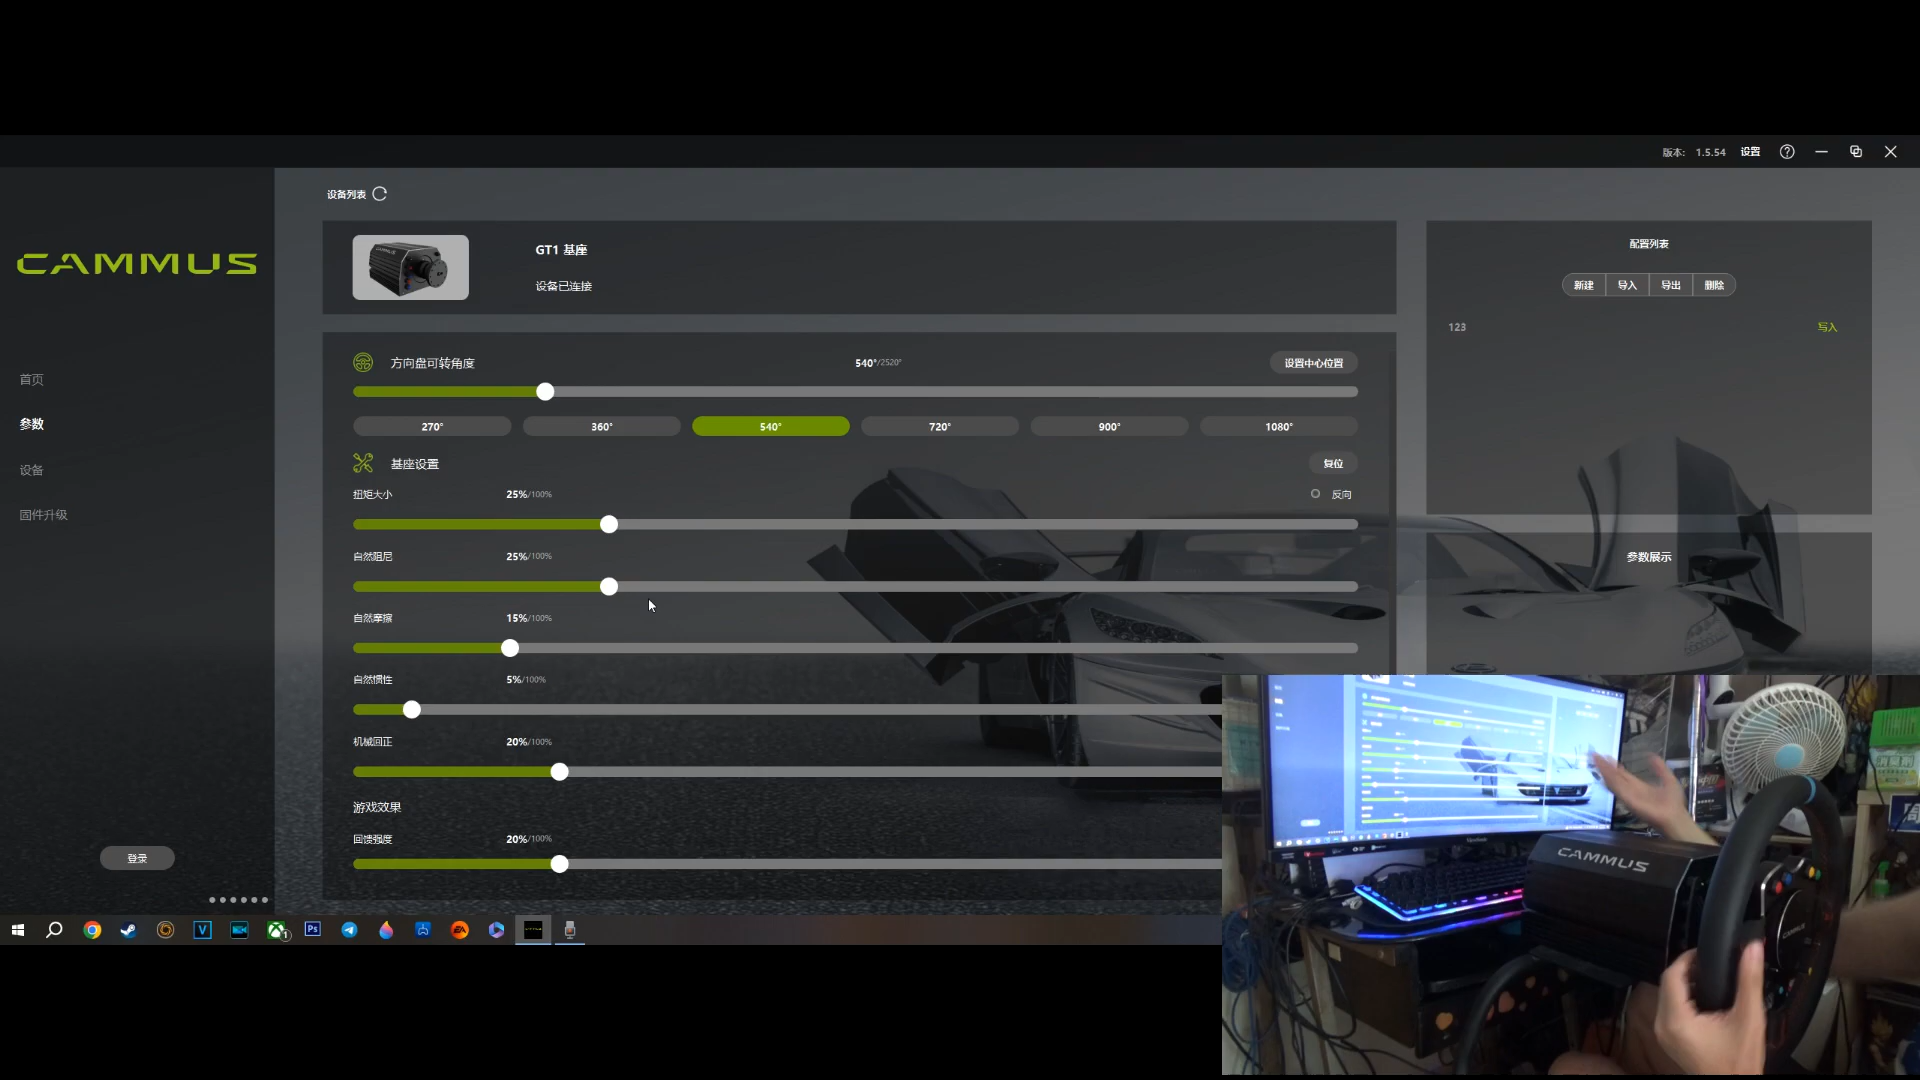 版本: 1.5.54 设置
设备列表
CAMMUS
首页
参数
设备
固件升级
登录
GT1 基座
设备已连接
方向盘可转角度 540°/2520° 设置中心位置
270° 360° 540° 720° 900° 1080°
基座设置 复位
扭矩大小 25%/100% 反向
自然阻尼 25%/100%
自然摩擦 15%/100%
自然惯性 5%/100%
机械回正 20%/100%
游戏效果
回馈强度 20%/100%
配置列表
新建 导入 导出 删除
123 写入
参数展示
CAMMUS
Ps
EA
V
1